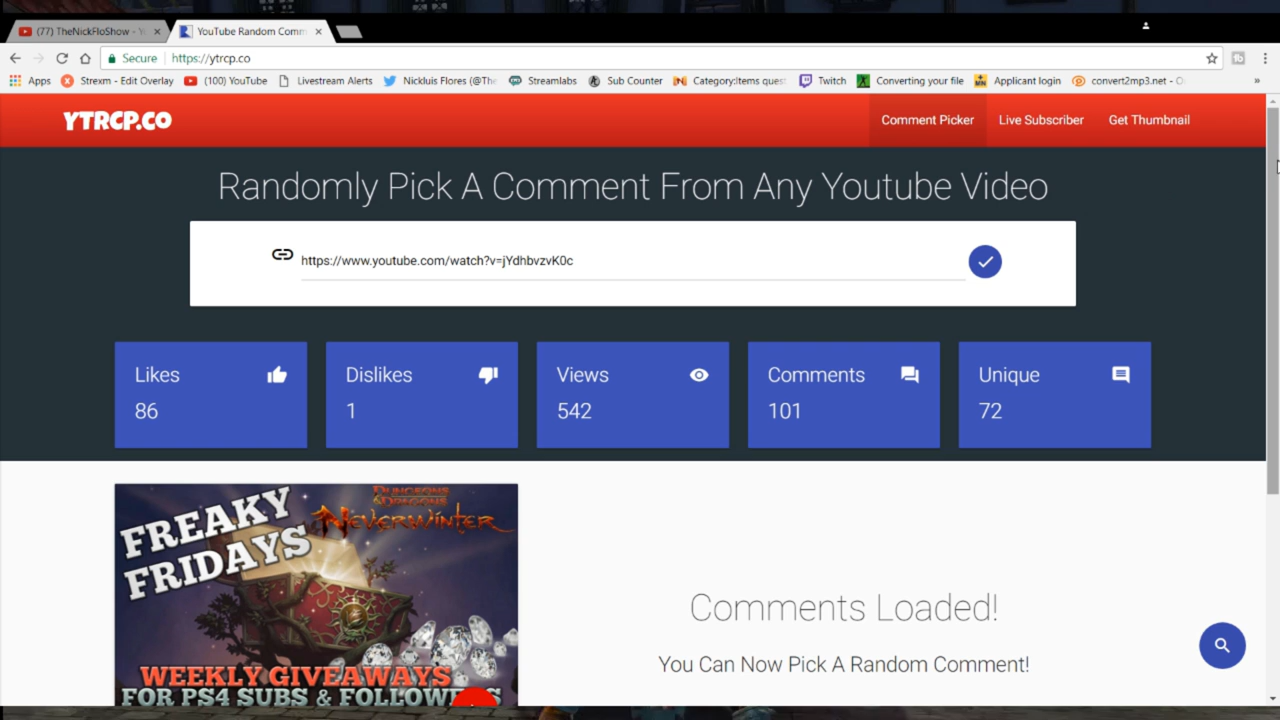 (77) TheNickFloShow - Y
YouTube Random Comm
Secure https://ytrcp.co
Apps Strexm - Edit Overlay (100) YouTube Livestream Alerts Nickluis Flores (@The Streamlabs Sub Counter Category:Items quest Twitch Converting your file Applicant login convert2mp3.net - O »
YTRCP.CO Comment Picker Live Subscriber Get Thumbnail
Randomly Pick A Comment From Any Youtube Video
https://www.youtube.com/watch?v=jYdhbvzvK0c
Likes Dislikes Views Comments Unique
86 1 542 101 72
DUNGEONS & DRAGONS
NEVERWINTER
FREAKY
FRIDAYS
WEEKLY GIVEAWAYS
FOR PS4 SUBS & FOLLOWERS
Comments Loaded!
You Can Now Pick A Random Comment!